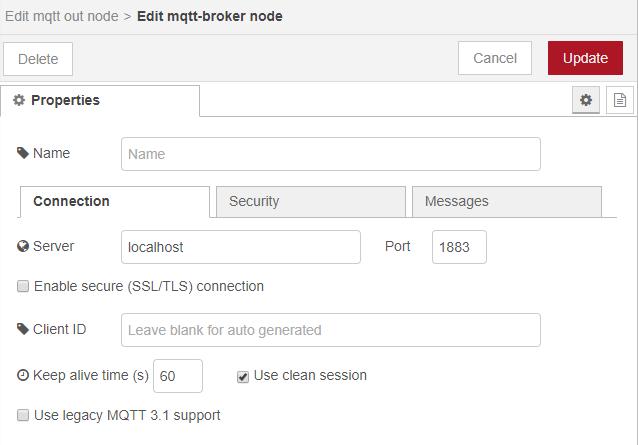 Edit mqtt out node > Edit mqtt-broker node
Delete Cancel Update
Properties
Name Name
Connection Security Messages
Server localhost Port 1883
Enable secure (SSL/TLS) connection
Client ID Leave blank for auto generated
Keep alive time (s) 60 Use clean session
Use legacy MQTT 3.1 support